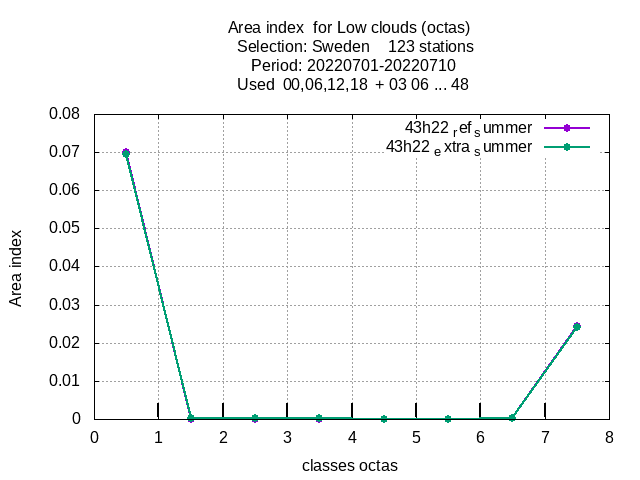 Area index  for Low clouds (octas)
Selection: Sweden    123 stations
Period: 20220701-20220710
Used  00,06,12,18  + 03 06 ... 48
43h22 ref summer
43h22 extra summer
0.08
0.07
0.06
0.05
0.04
0.03
0.02
0.01
0
Area index
0 1 2 3 4 5 6 7 8
classes octas